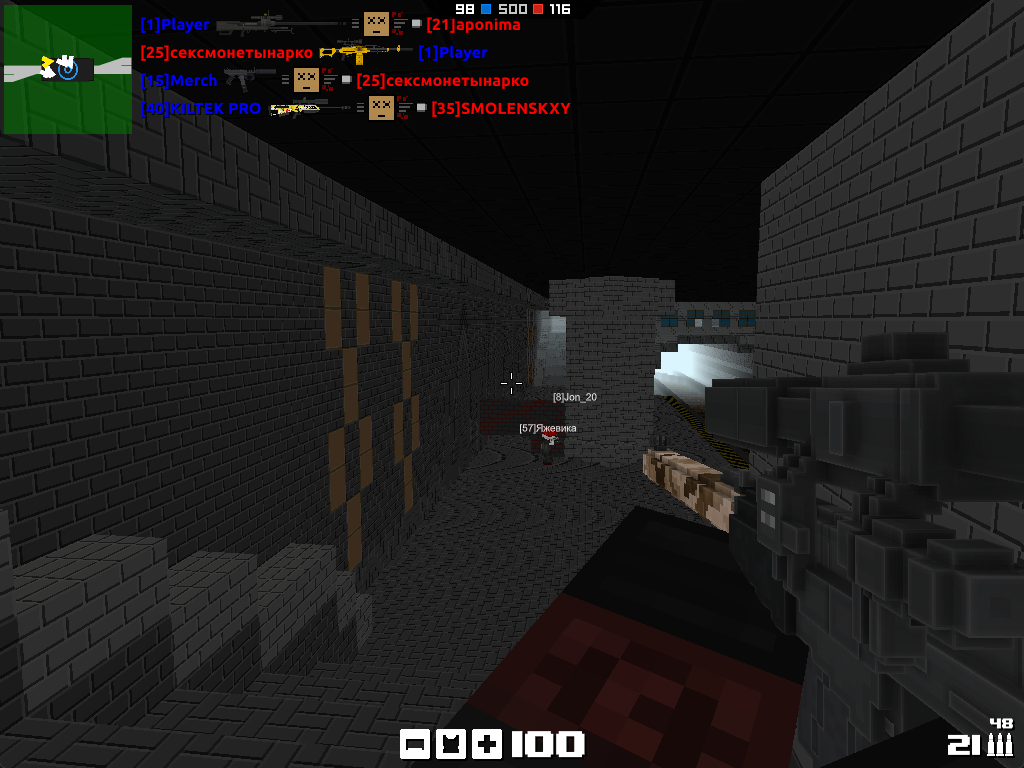 98 500 116
[1]Player [21]aponima
[25]сексмонетынарко [1]Player
[15]Merch [25]сексмонетынарко
[40]KILTEK PRO [35]SMOLENSKXY
[8]Jon_20
[57]Яжевика
100
48
21